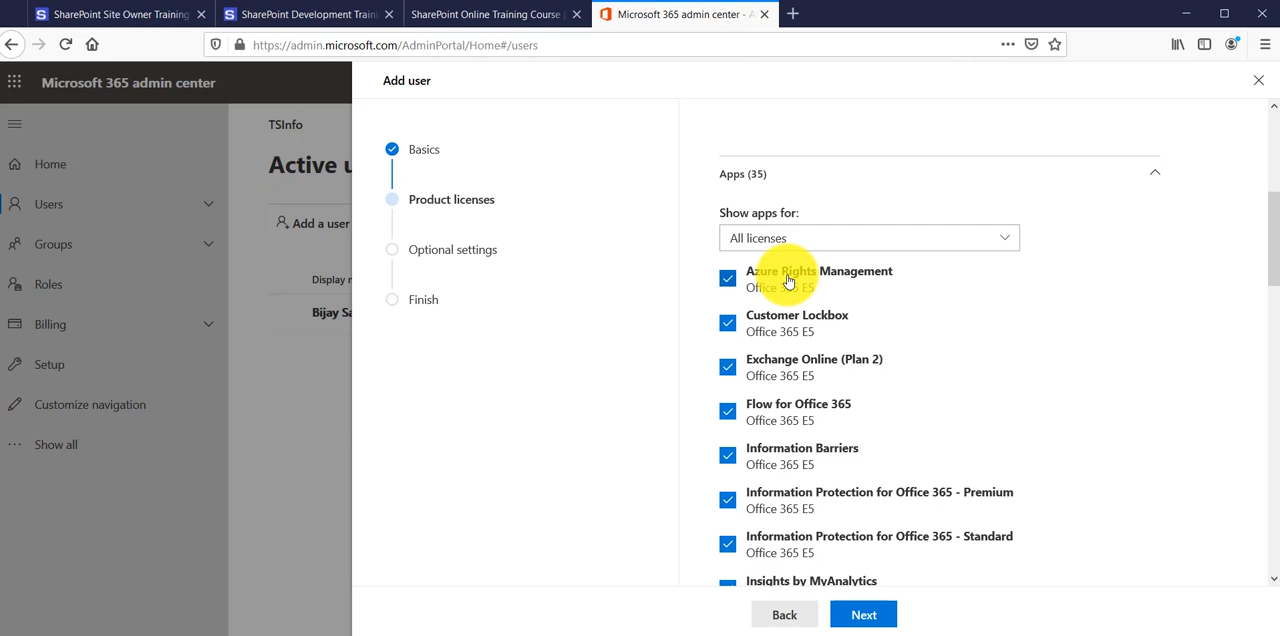 SharePoint Site Owner Training
SharePoint Development Traini
SharePoint Online Training Course |
Microsoft 365 admin center - A
https://admin.microsoft.com/AdminPortal/Home#/users
Microsoft 365 admin center
Home
Users
Groups
Roles
Billing
Setup
Customize navigation
Show all
TSInfo
Active u
Add a user
Display n
Bijay Sa
Add user
Basics
Product licenses
Optional settings
Finish
Apps (35)
Show apps for:
All licenses
Azure Rights Management
Office 365 E5
Customer Lockbox
Office 365 E5
Exchange Online (Plan 2)
Office 365 E5
Flow for Office 365
Office 365 E5
Information Barriers
Office 365 E5
Information Protection for Office 365 - Premium
Office 365 E5
Information Protection for Office 365 - Standard
Office 365 E5
Insights by MyAnalytics
Back
Next